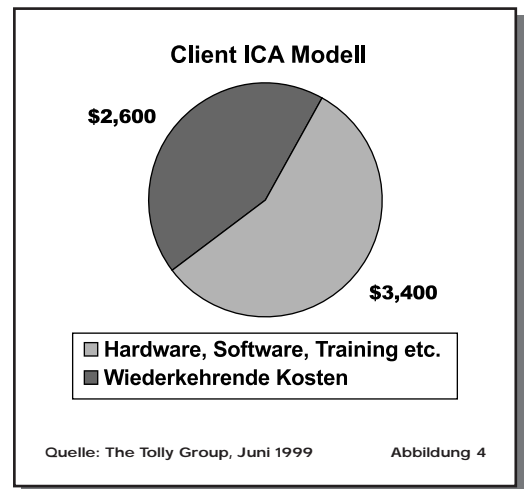 Client ICA Modell
$2,600
$3,400
Hardware, Software, Training etc.
Wiederkehrende Kosten
Quelle: The Tolly Group, Juni 1999 Abbildung 4